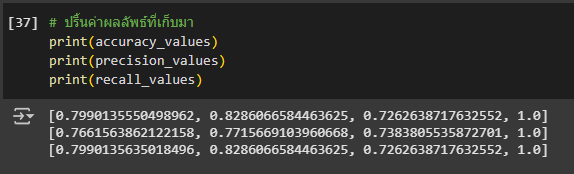 [37] # ปริ้นค่าผลลัพธ์ที่เก็บมา
print(accuracy_values)
print(precision_values)
print(recall_values)
[0.7990135550498962, 0.8286066584463625, 0.7262638717632552, 1.0]
[0.7661563862122158, 0.7715669103960668, 0.7383805535872701, 1.0]
[0.7990135635018496, 0.8286066584463625, 0.7262638717632552, 1.0]